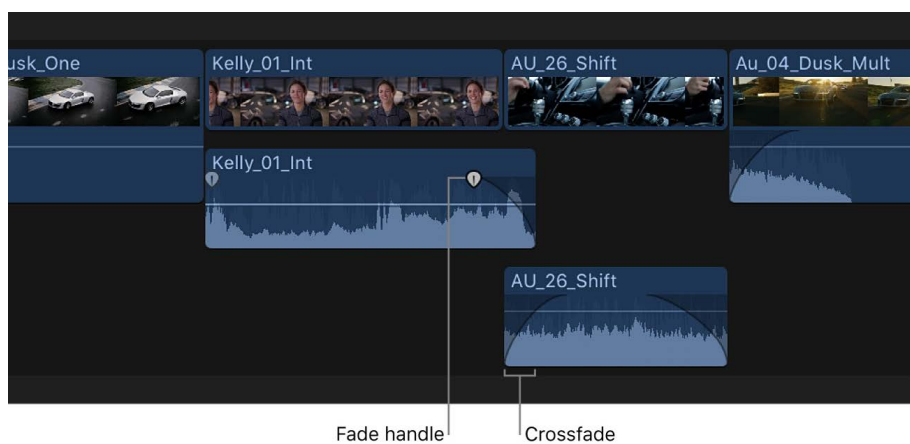 usk_One
Kelly_01_Int
AU_26_Shift
Au_04_Dusk_Mult
Kelly_01_Int
AU_26_Shift
Fade handle
Crossfade